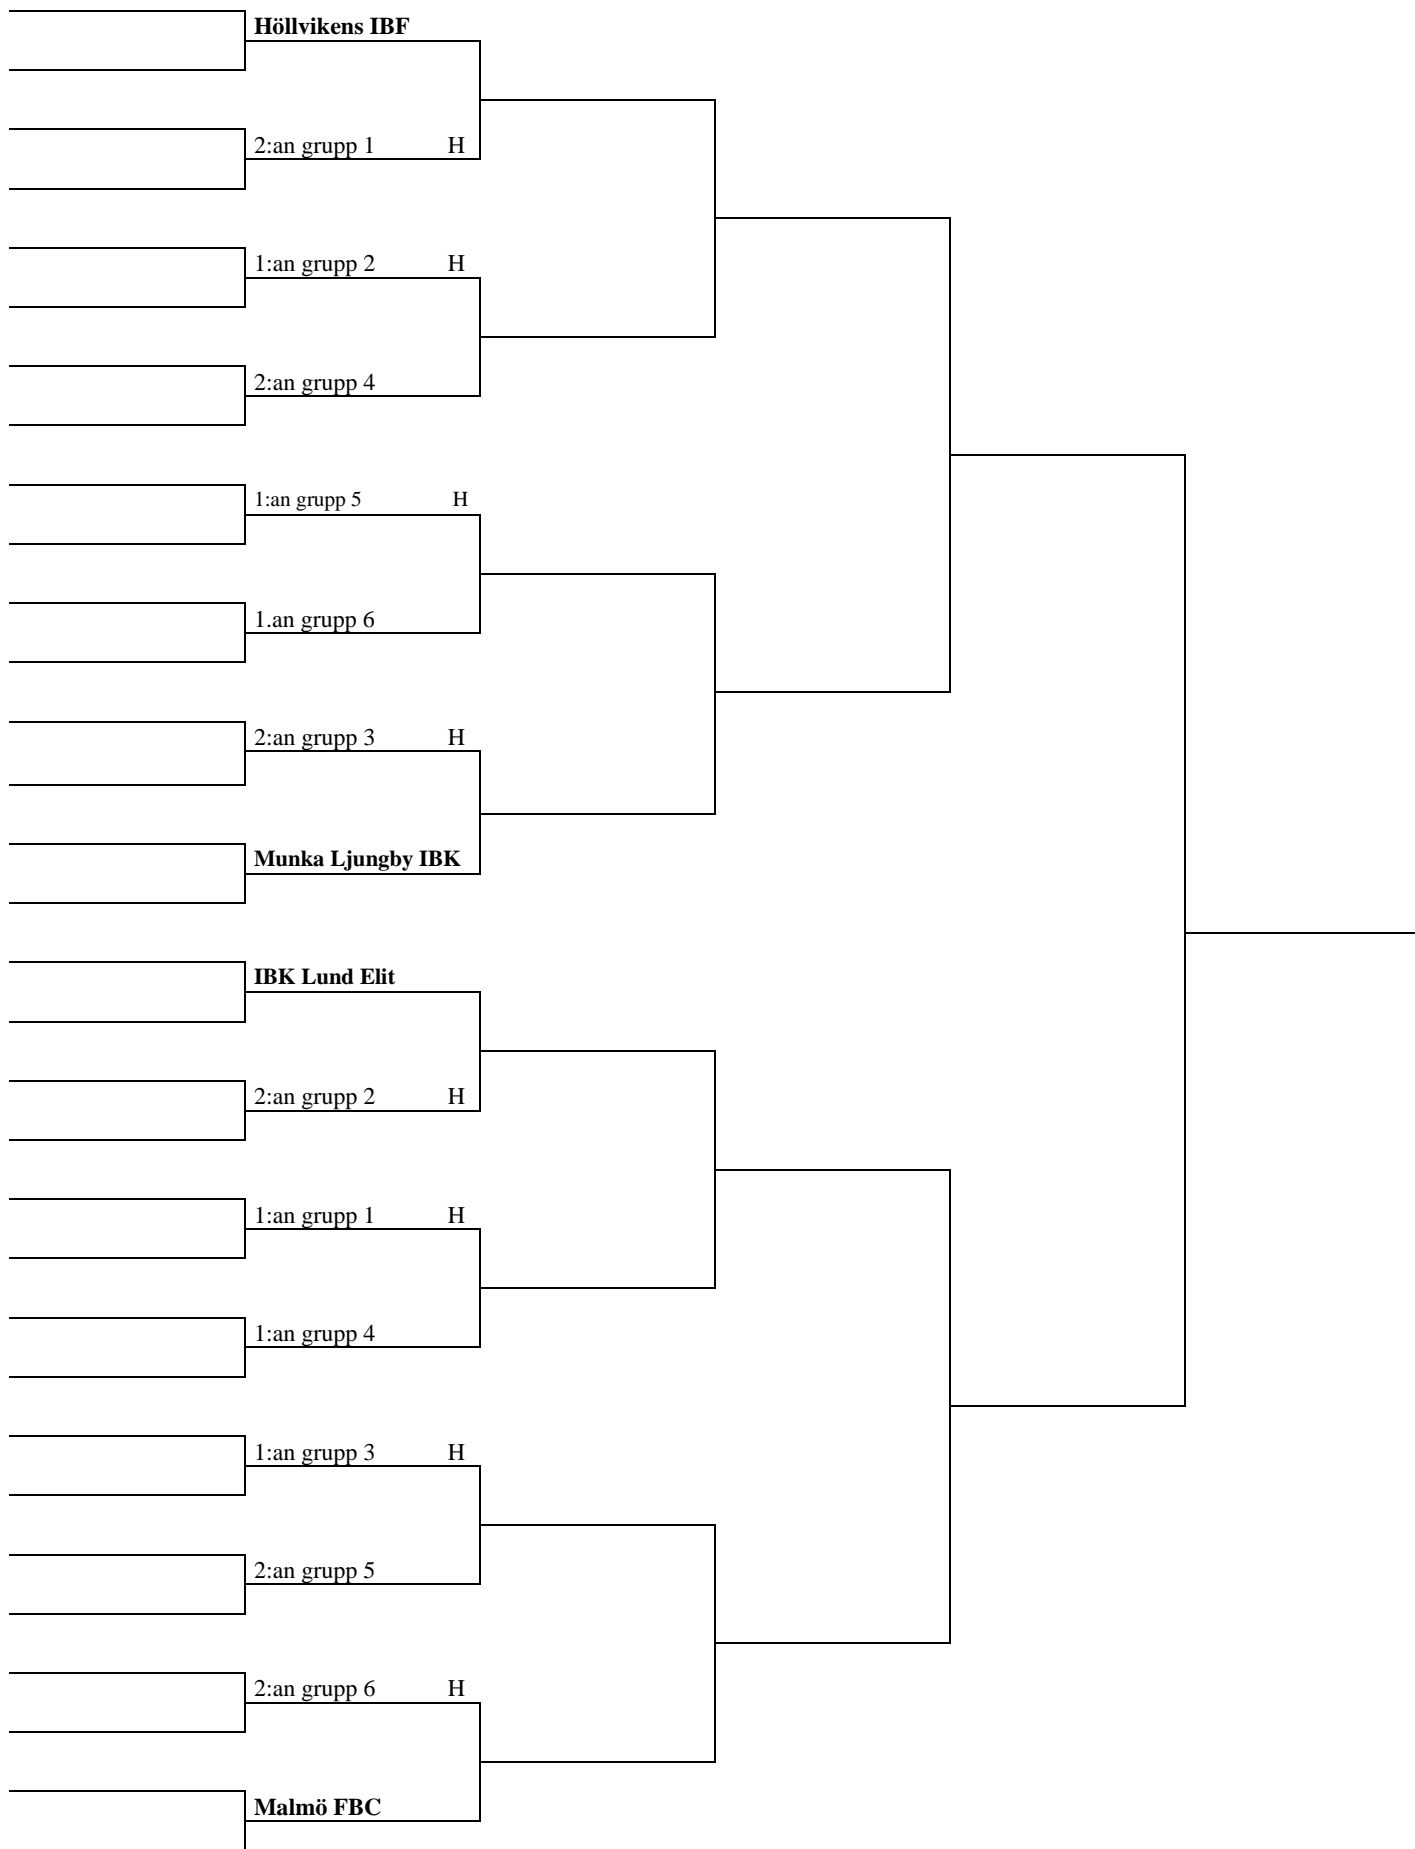 Höllvikens IBF
2:an grupp 1 H
1:an grupp 2 H
2:an grupp 4
1:an grupp 5 H
1.an grupp 6
2:an grupp 3 H
Munka Ljungby IBK
IBK Lund Elit
2:an grupp 2 H
1:an grupp 1 H
1:an grupp 4
1:an grupp 3 H
2:an grupp 5
2:an grupp 6 H
Malmö FBC